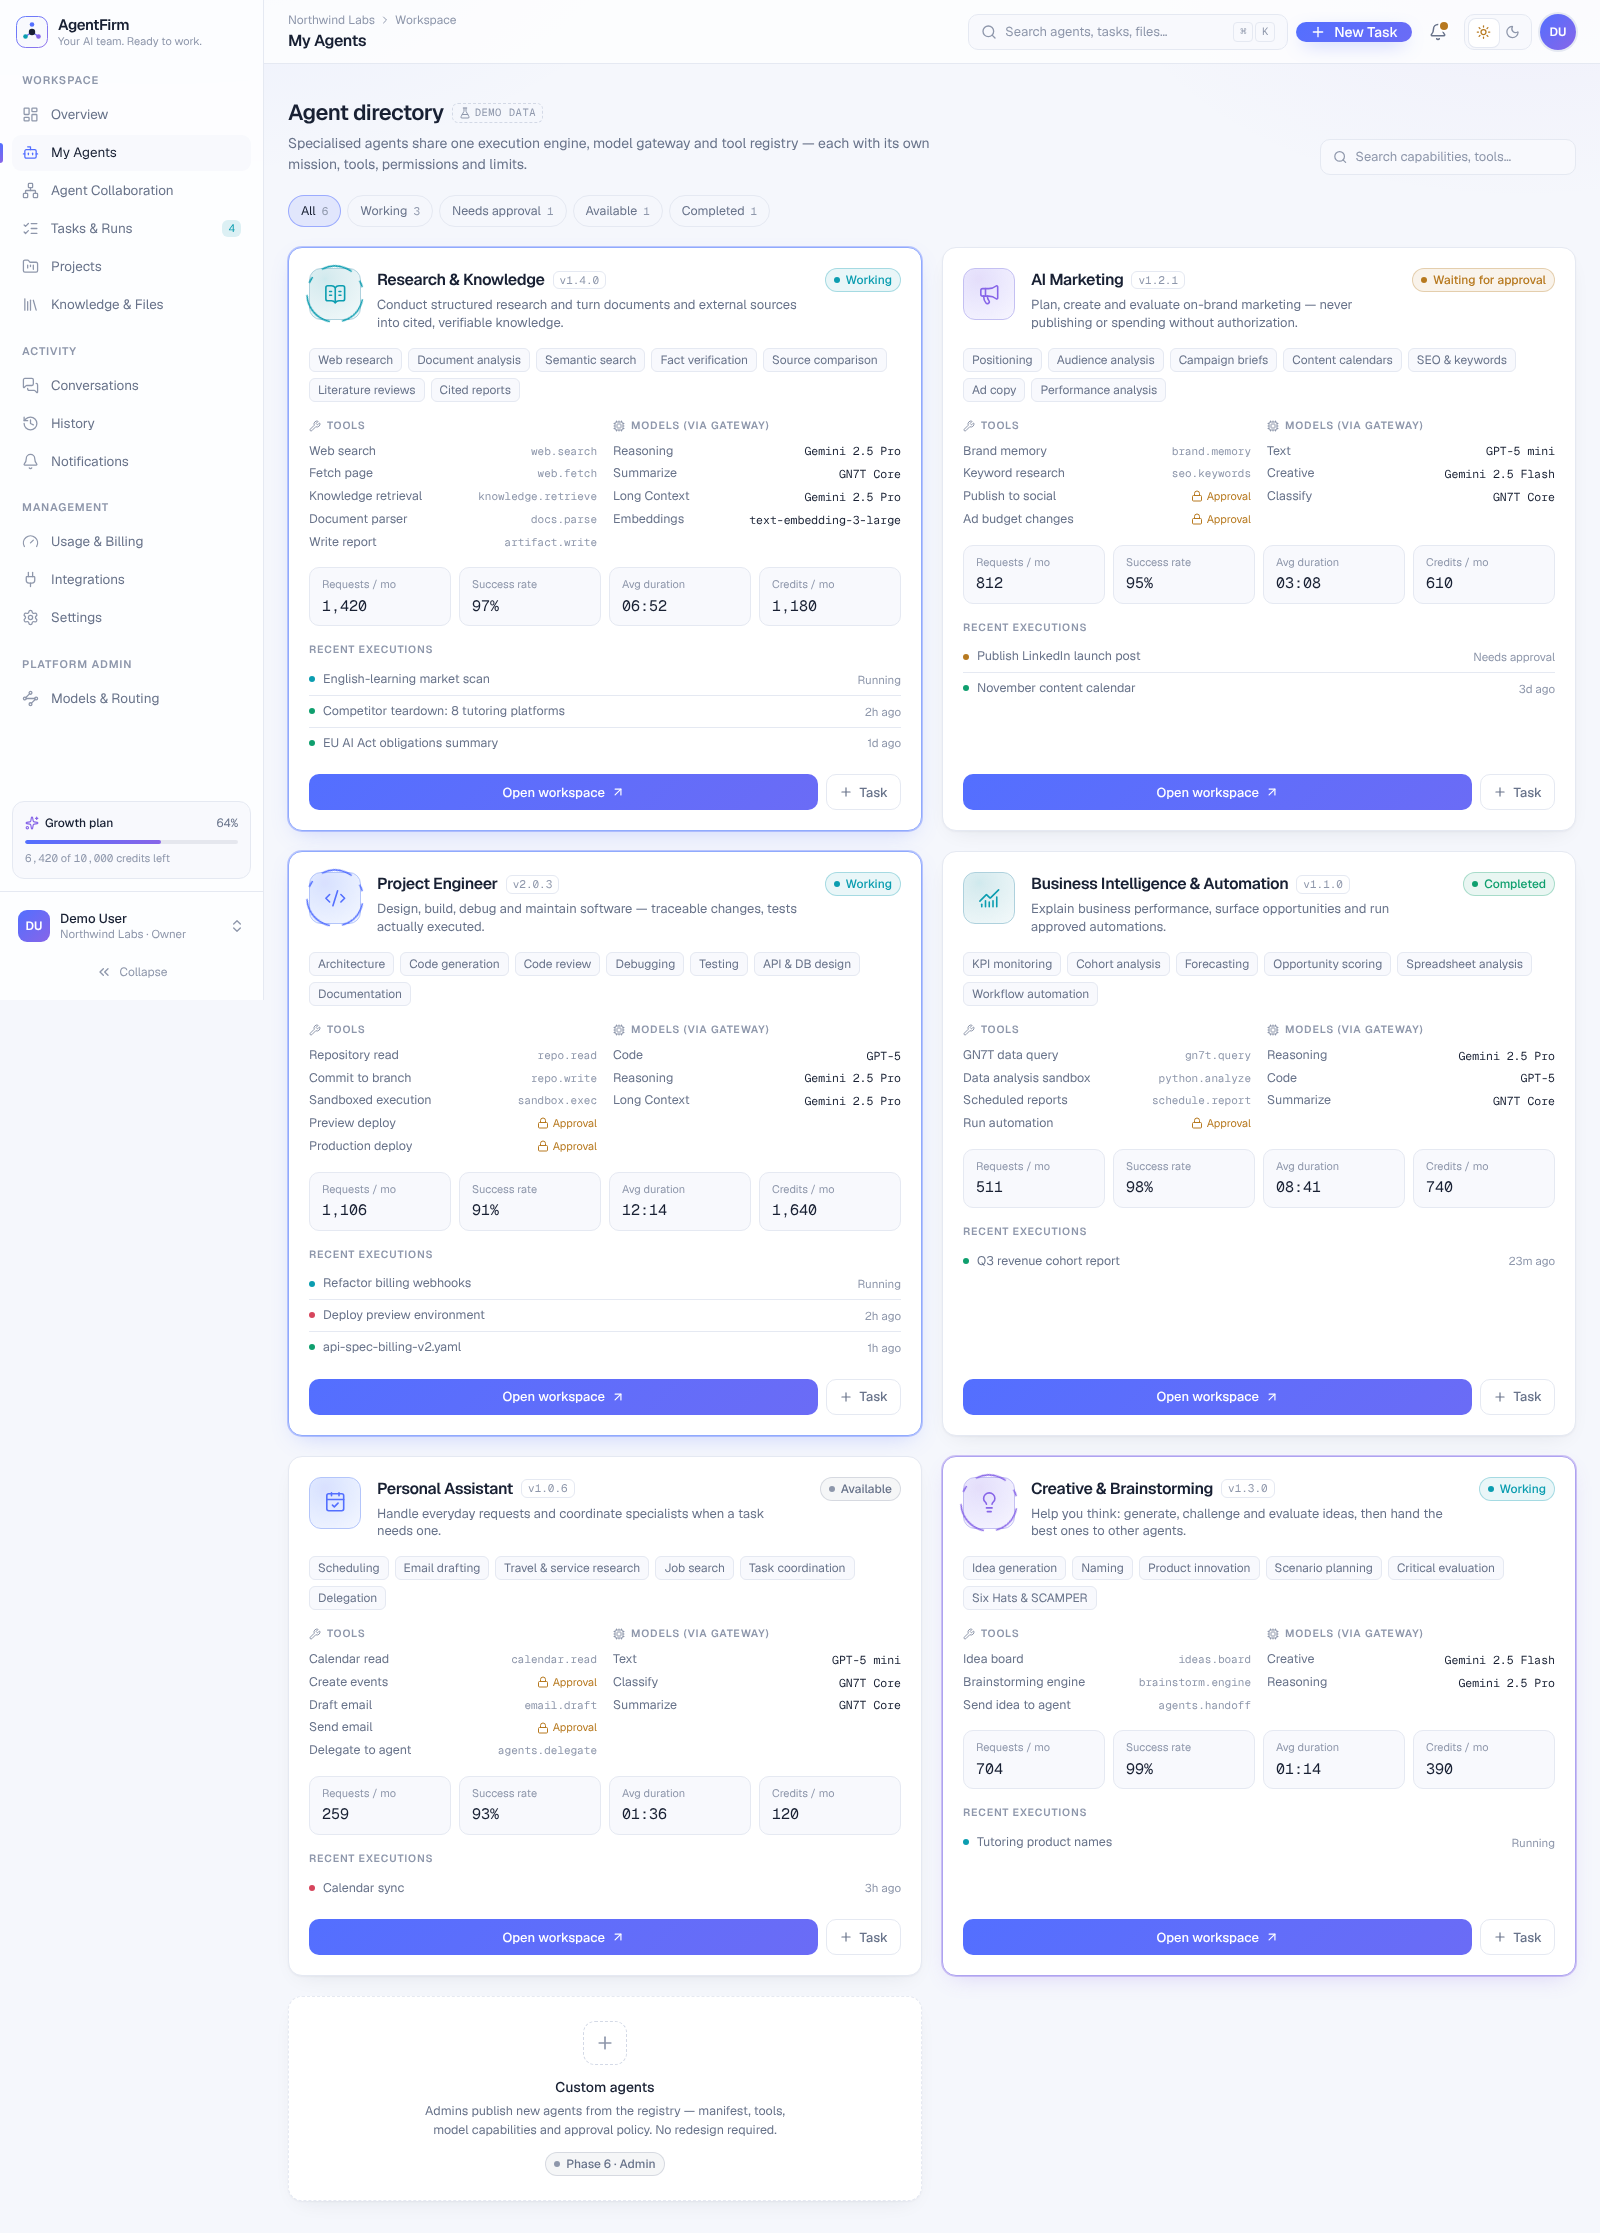 AgentFirm
Your AI team. Ready to work.
WORKSPACE
Overview
My Agents
Agent Collaboration
Tasks & Runs 4
Projects
Knowledge & Files
ACTIVITY
Conversations
History
Notifications
MANAGEMENT
Usage & Billing
Integrations
Settings
PLATFORM ADMIN
Models & Routing
Growth plan 64%
6,420 of 10,000 credits left
DU
Demo User
Northwind Labs · Owner
Collapse
Northwind Labs > Workspace
My Agents
Search agents, tasks, files... ⌘ K
+ New Task
DU
Agent directory DEMO DATA
Specialised agents share one execution engine, model gateway and tool registry — each with its own
mission, tools, permissions and limits.
Search capabilities, tools...
All 6 Working 3 Needs approval 1 Available 1 Completed 1
Research & Knowledge v1.4.0 Working
Conduct structured research and turn documents and external sources
into cited, verifiable knowledge.
Web research Document analysis Semantic search Fact verification Source comparison
Literature reviews Cited reports
TOOLS MODELS (VIA GATEWAY)
Web search web.search Reasoning Gemini 2.5 Pro
Fetch page web.fetch Summarize GN7T Core
Knowledge retrieval knowledge.retrieve Long Context Gemini 2.5 Pro
Document parser docs.parse Embeddings text-embedding-3-large
Write report artifact.write
Requests / mo Success rate Avg duration Credits / mo
1,420 97% 06:52 1,180
RECENT EXECUTIONS
English-learning market scan Running
Competitor teardown: 8 tutoring platforms 2h ago
EU AI Act obligations summary 1d ago
Open workspace + Task
AI Marketing v1.2.1 Waiting for approval
Plan, create and evaluate on-brand marketing — never
publishing or spending without authorization.
Positioning Audience analysis Campaign briefs Content calendars SEO & keywords
Ad copy Performance analysis
TOOLS MODELS (VIA GATEWAY)
Brand memory brand.memory Text GPT-5 mini
Keyword research seo.keywords Creative Gemini 2.5 Flash
Publish to social Approval Classify GN7T Core
Ad budget changes Approval
Requests / mo Success rate Avg duration Credits / mo
812 95% 03:08 610
RECENT EXECUTIONS
Publish LinkedIn launch post Needs approval
November content calendar 3d ago
Open workspace + Task
Project Engineer v2.0.3 Working
Design, build, debug and maintain software — traceable changes, tests
actually executed.
Architecture Code generation Code review Debugging Testing API & DB design
Documentation
TOOLS MODELS (VIA GATEWAY)
Repository read repo.read Code GPT-5
Commit to branch repo.write Reasoning Gemini 2.5 Pro
Sandboxed execution sandbox.exec Long Context Gemini 2.5 Pro
Preview deploy Approval
Production deploy Approval
Requests / mo Success rate Avg duration Credits / mo
1,106 91% 12:14 1,640
RECENT EXECUTIONS
Refactor billing webhooks Running
Deploy preview environment 2h ago
api-spec-billing-v2.yaml 1h ago
Open workspace + Task
Business Intelligence & Automation v1.1.0 Completed
Explain business performance, surface opportunities and run
approved automations.
KPI monitoring Cohort analysis Forecasting Opportunity scoring Spreadsheet analysis
Workflow automation
TOOLS MODELS (VIA GATEWAY)
GN7T data query gn7t.query Reasoning Gemini 2.5 Pro
Data analysis sandbox python.analyze Code GPT-5
Scheduled reports schedule.report Summarize GN7T Core
Run automation Approval
Requests / mo Success rate Avg duration Credits / mo
511 98% 08:41 740
RECENT EXECUTIONS
Q3 revenue cohort report 23m ago
Open workspace + Task
Personal Assistant v1.0.6 Available
Handle everyday requests and coordinate specialists when a task
needs one.
Scheduling Email drafting Travel & service research Job search Task coordination
Delegation
TOOLS MODELS (VIA GATEWAY)
Calendar read calendar.read Text GPT-5 mini
Create events Approval Classify GN7T Core
Draft email email.draft Summarize GN7T Core
Send email Approval
Delegate to agent agents.delegate
Requests / mo Success rate Avg duration Credits / mo
259 93% 01:36 120
RECENT EXECUTIONS
Calendar sync 3h ago
Open workspace + Task
Creative & Brainstorming v1.3.0 Working
Help you think: generate, challenge and evaluate ideas, then hand the
best ones to other agents.
Idea generation Naming Product innovation Scenario planning Critical evaluation
Six Hats & SCAMPER
TOOLS MODELS (VIA GATEWAY)
Idea board ideas.board Creative Gemini 2.5 Flash
Brainstorming engine brainstorm.engine Reasoning Gemini 2.5 Pro
Send idea to agent agents.handoff
Requests / mo Success rate Avg duration Credits / mo
704 99% 01:14 390
RECENT EXECUTIONS
Tutoring product names Running
Open workspace + Task
Custom agents
Admins publish new agents from the registry — manifest, tools,
model capabilities and approval policy. No redesign required.
Phase 6 · Admin